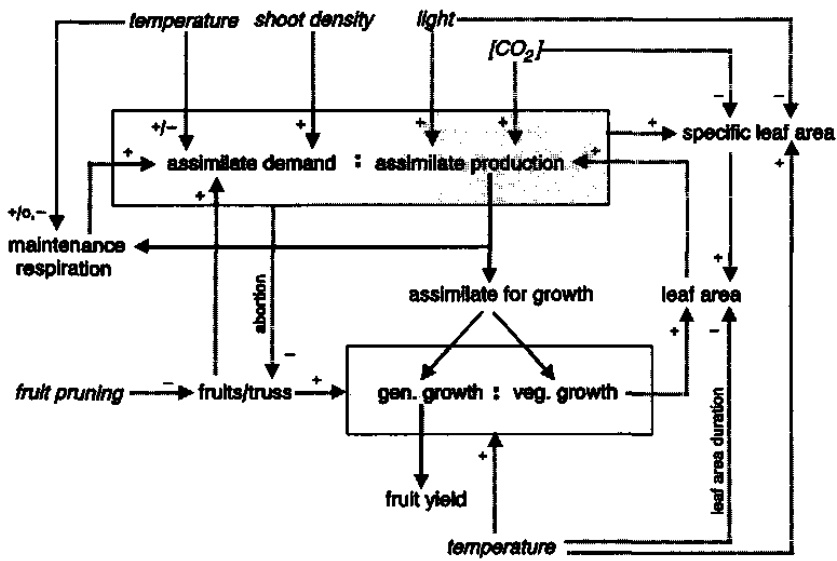 temperature shoot density light
[CO₂]
− −
+/− + + + + specific leaf area
+ assimilate demand : assimilate production + +
+/o,− +
maintenance
respiration +
assimilate for growth leaf area
abortion + −
−
fruit pruning − fruits/truss + gen. growth : veg. growth
leaf area duration
+
fruit yield
temperature